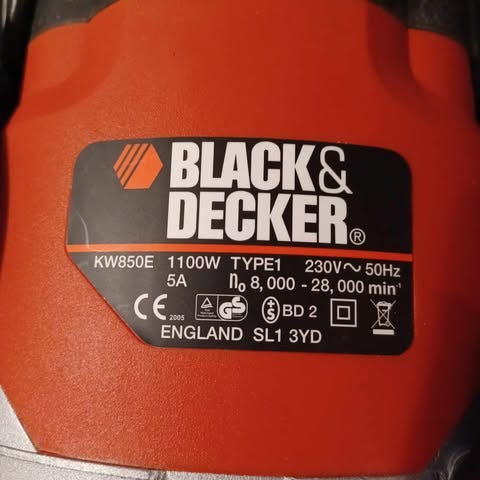 BLACK&
DECKER®
KW850E 1100W TYPE1 230V~50Hz
5A n₀ 8,000 - 28,000 min⁻¹
CE 2005 GS BD 2
ENGLAND SL1 3YD